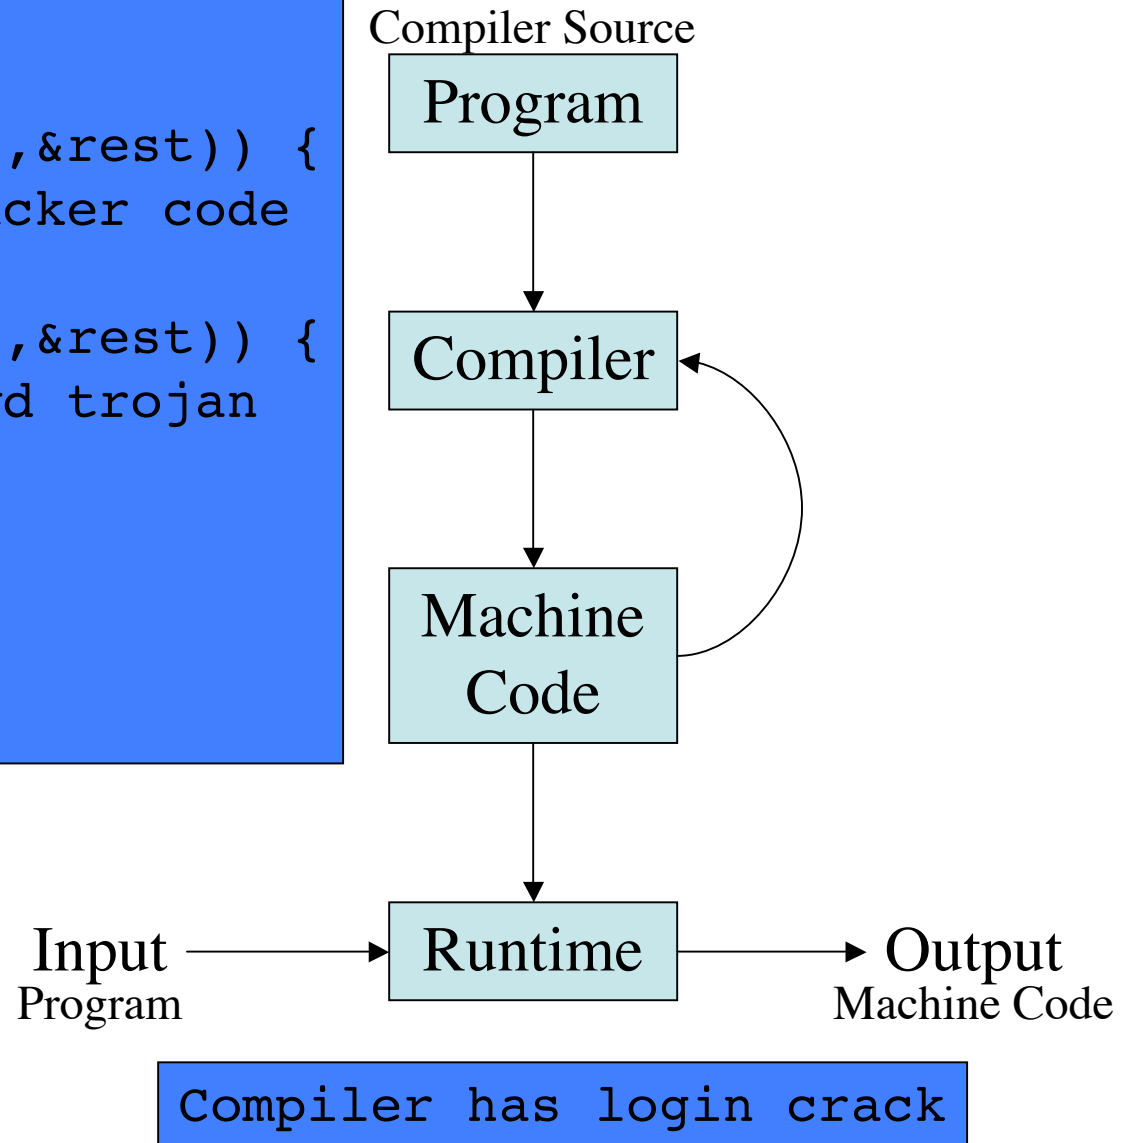 ,&rest)) {
cker code
,&rest)) {
d trojan
Compiler Source
Program
Compiler
Machine
Code
Input
Program
Runtime
Output
Machine Code
Compiler has login crack